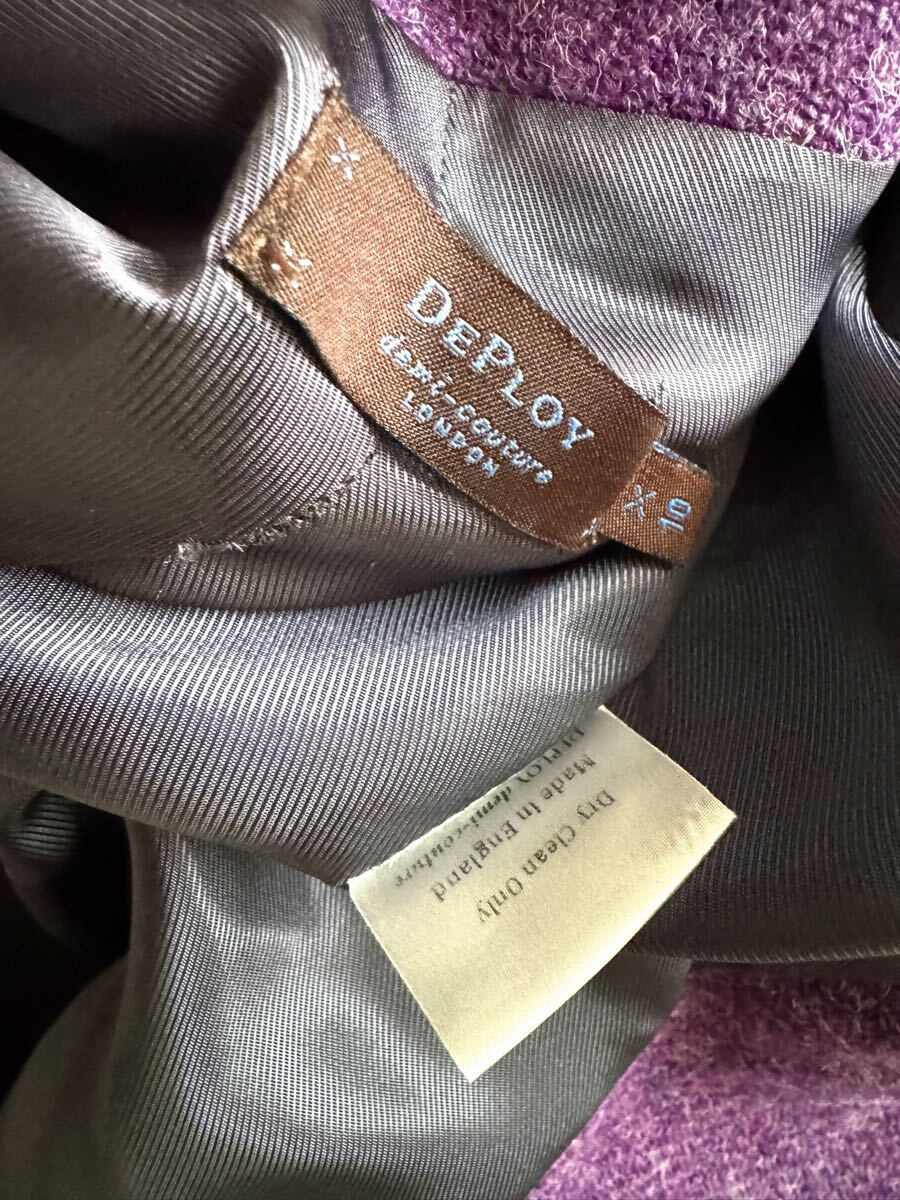 DEPLOY
demi-couture
LONDON
X 10
DEPLOY demi-couture
Made in England
Dry Clean Only